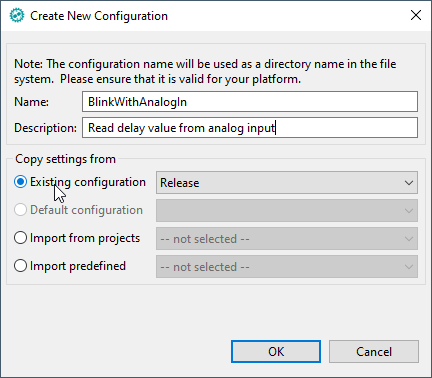 Create New Configuration
Note: The configuration name will be used as a directory name in the file
system.  Please ensure that it is valid for your platform.
Name: BlinkWithAnalogIn
Description: Read delay value from analog input
Copy settings from
Existing configuration Release
Default configuration
Import from projects -- not selected --
Import predefined -- not selected --
OK Cancel